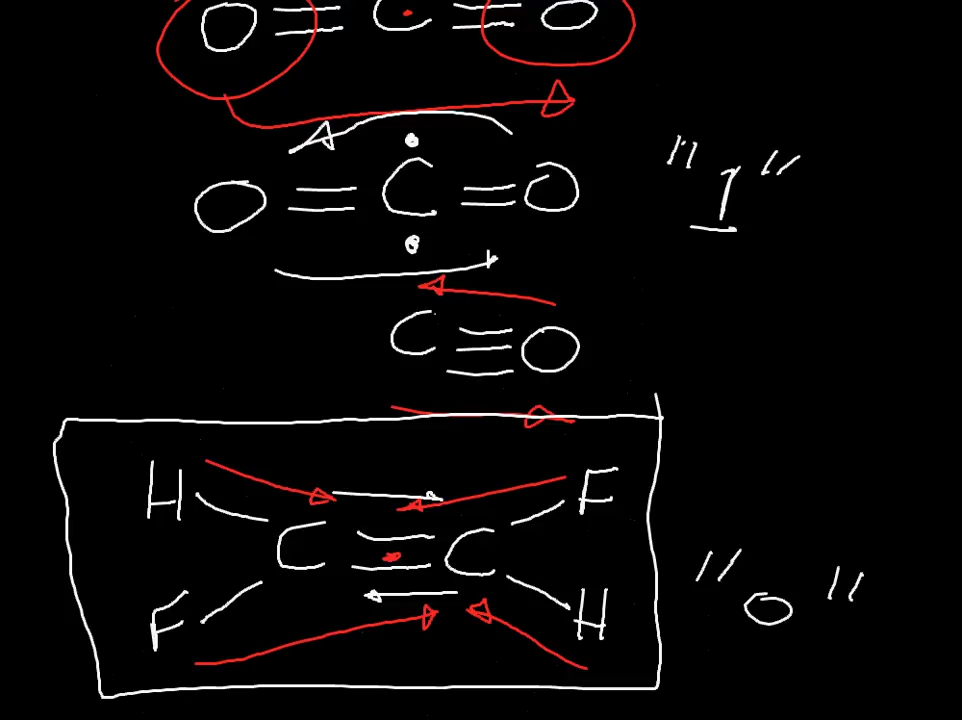 O=C=O
O=C=O "1"
C≡O
H F
C=C
F H "0"